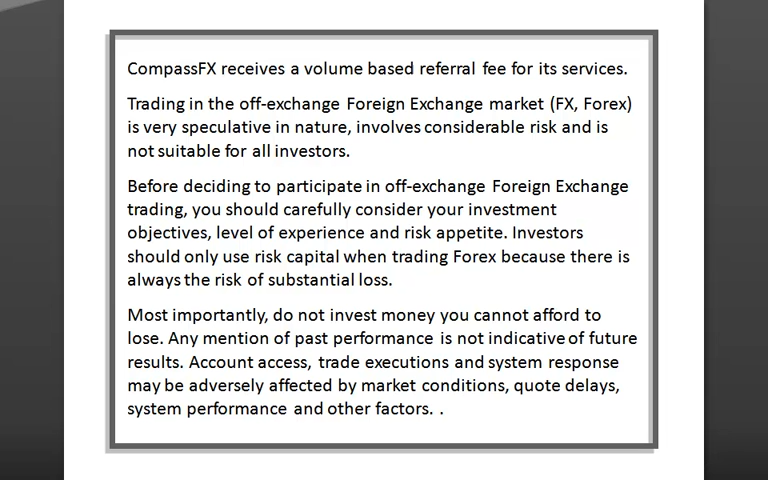 CompassFX receives a volume based referral fee for its services.
Trading in the off-exchange Foreign Exchange market (FX, Forex)
is very speculative in nature, involves considerable risk and is
not suitable for all investors.
Before deciding to participate in off-exchange Foreign Exchange
trading, you should carefully consider your investment
objectives, level of experience and risk appetite. Investors
should only use risk capital when trading Forex because there is
always the risk of substantial loss.
Most importantly, do not invest money you cannot afford to
lose. Any mention of past performance is not indicative of future
results. Account access, trade executions and system response
may be adversely affected by market conditions, quote delays,
system performance and other factors. .